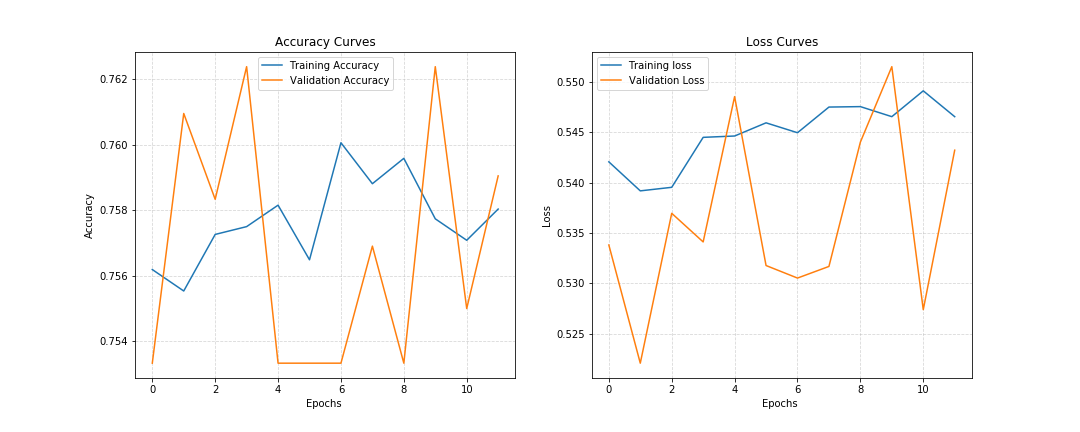 Accuracy Curves
Training Accuracy
Validation Accuracy
0.762
0.760
0.758
0.756
0.754
Accuracy
0 2 4 6 8 10
Epochs
Loss Curves
Training loss
Validation Loss
0.550
0.545
0.540
0.535
0.530
0.525
Loss
0 2 4 6 8 10
Epochs